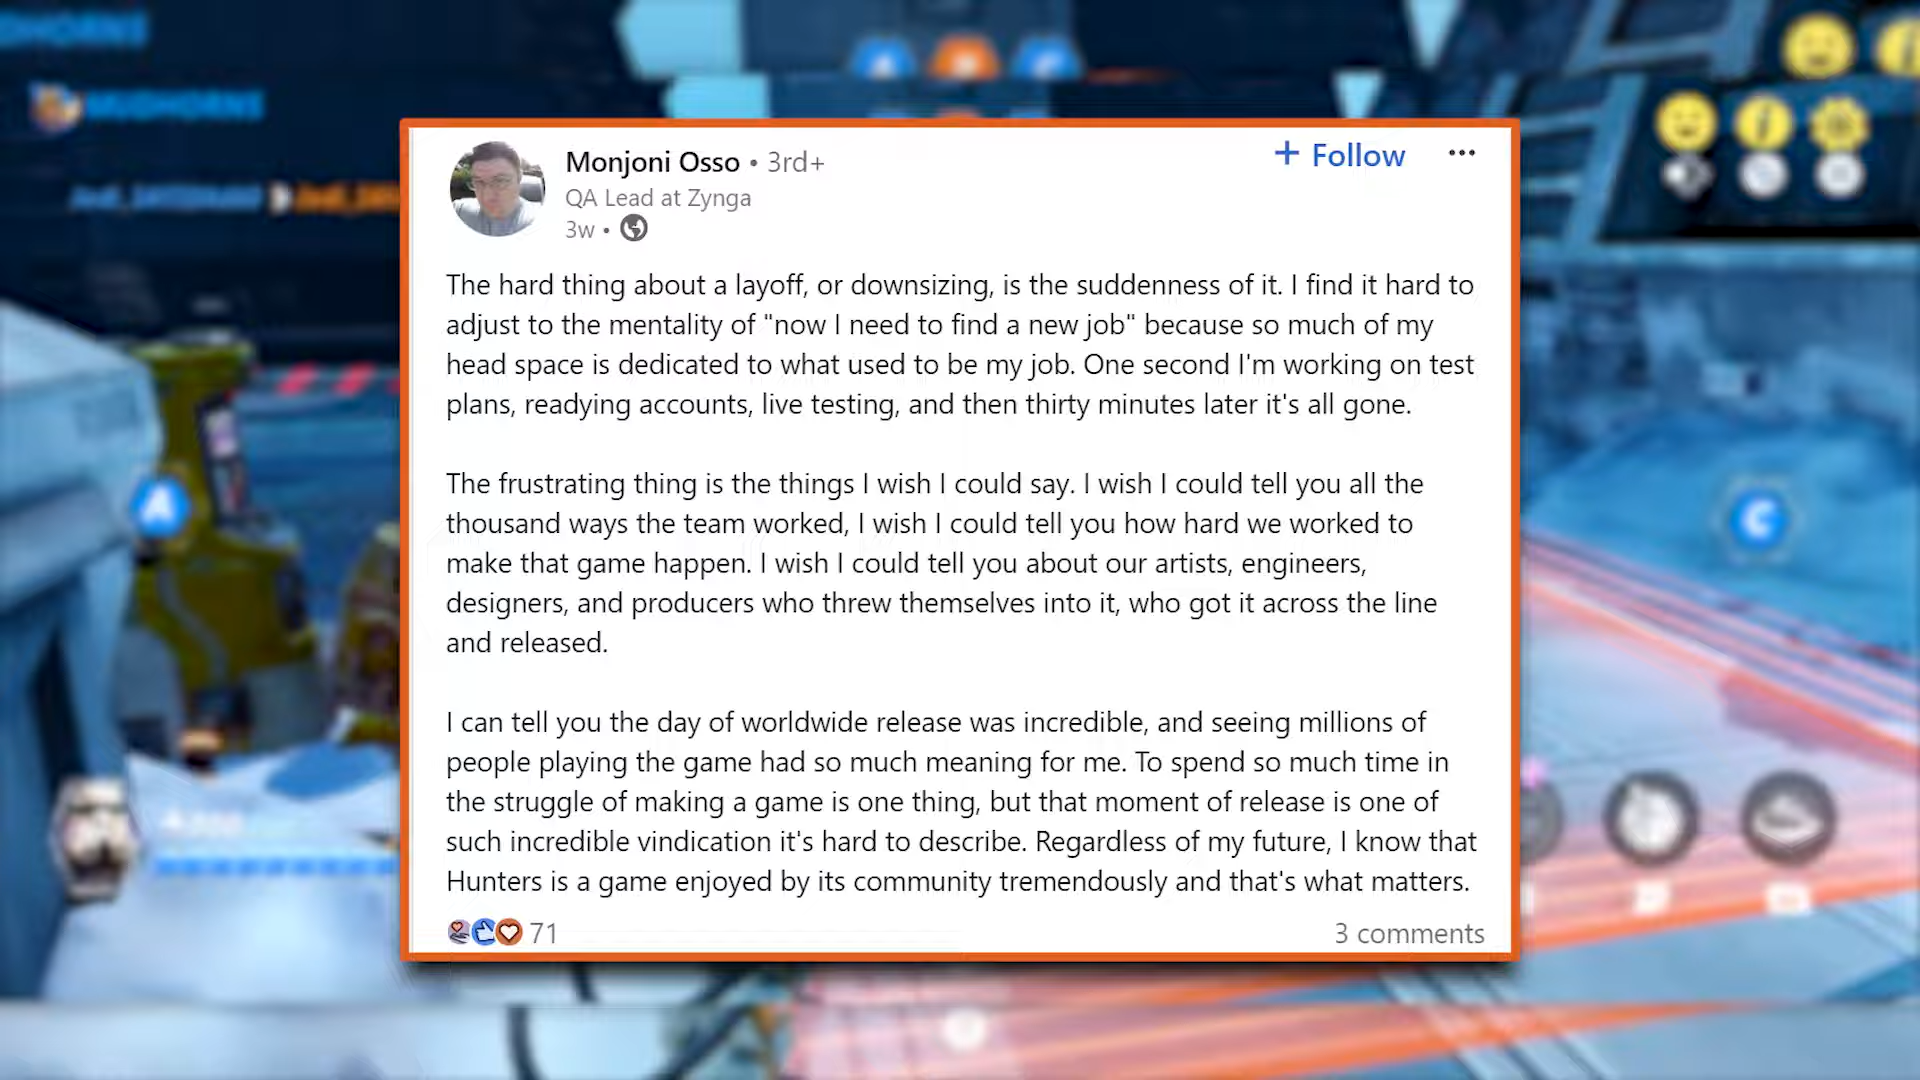 MUDHORNS
Monjoni Osso • 3rd+
+ Follow
QA Lead at Zynga
3w •
The hard thing about a layoff, or downsizing, is the suddenness of it. I find it hard to
adjust to the mentality of "now I need to find a new job" because so much of my
head space is dedicated to what used to be my job. One second I'm working on test
plans, readying accounts, live testing, and then thirty minutes later it's all gone.
The frustrating thing is the things I wish I could say. I wish I could tell you all the
thousand ways the team worked, I wish I could tell you how hard we worked to
make that game happen. I wish I could tell you about our artists, engineers,
designers, and producers who threw themselves into it, who got it across the line
and released.
I can tell you the day of worldwide release was incredible, and seeing millions of
people playing the game had so much meaning for me. To spend so much time in
the struggle of making a game is one thing, but that moment of release is one of
such incredible vindication it's hard to describe. Regardless of my future, I know that
Hunters is a game enjoyed by its community tremendously and that's what matters.
71
3 comments
A
C